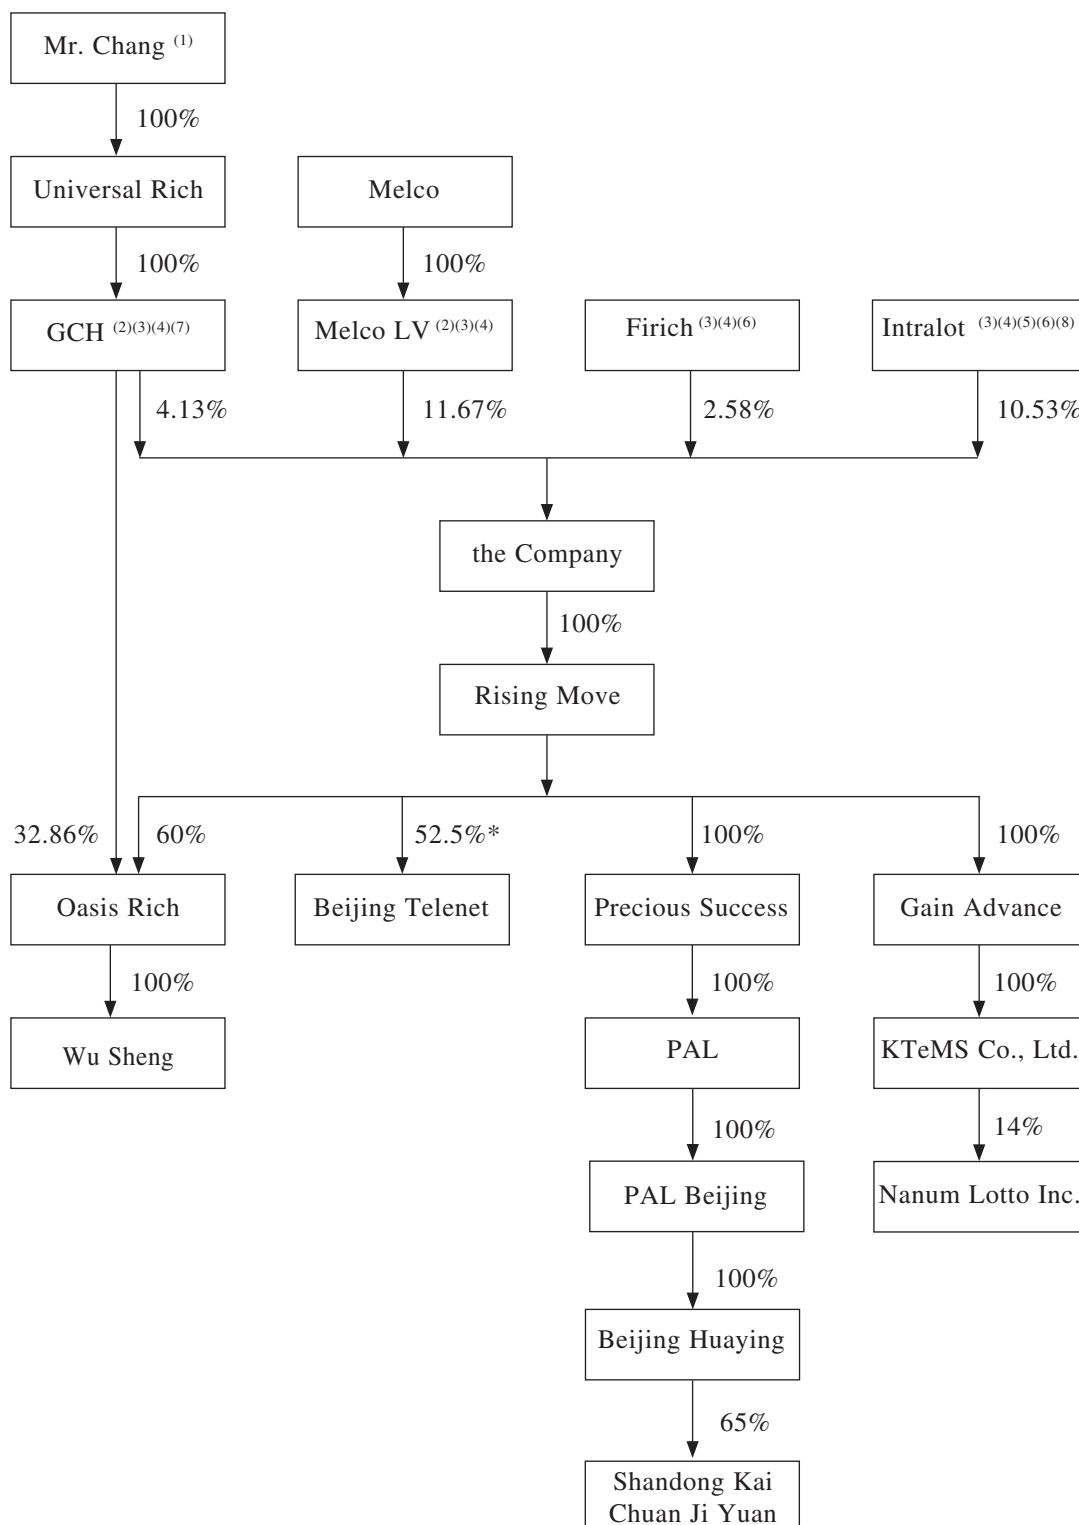 Mr. Chang (1)
100%
Universal Rich
Melco
100%
100%
GCH (2)(3)(4)(7)
Melco LV (2)(3)(4)
Firich (3)(4)(6)
Intralot (3)(4)(5)(6)(8)
4.13%
11.67%
2.58%
10.53%
the Company
100%
Rising Move
32.86%
60%
52.5%*
100%
100%
Oasis Rich
Beijing Telenet
Precious Success
Gain Advance
100%
100%
100%
Wu Sheng
PAL
KTeMS Co., Ltd.
100%
14%
PAL Beijing
Nanum Lotto Inc.
100%
Beijing Huaying
65%
Shandong Kai
Chuan Ji Yuan